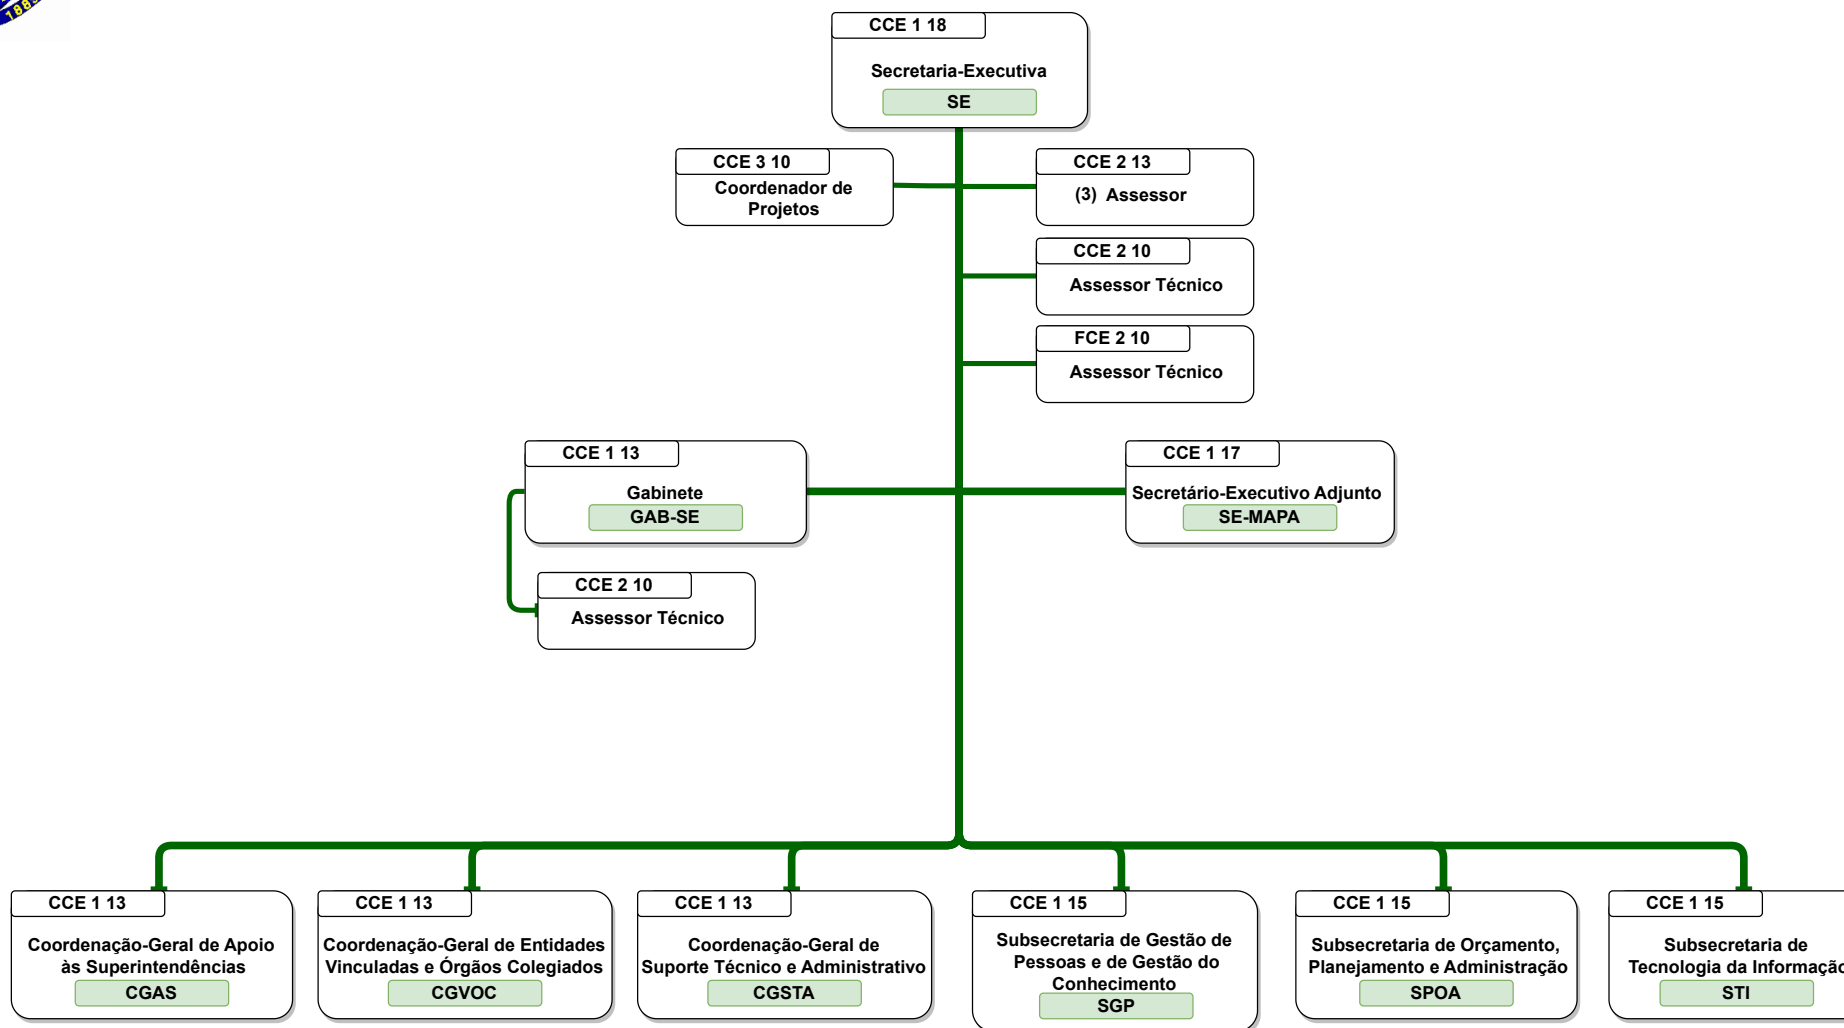 1883
CCE 1 18
Secretaria-Executiva
SE
CCE 3 10
Coordenador de
Projetos
CCE 2 13
(3) Assessor
CCE 2 10
Assessor Técnico
FCE 2 10
Assessor Técnico
CCE 1 13
Gabinete
GAB-SE
CCE 1 17
Secretário-Executivo Adjunto
SE-MAPA
CCE 2 10
Assessor Técnico
CCE 1 13
Coordenação-Geral de Apoio
às Superintendências
CGAS
CCE 1 13
Coordenação-Geral de Entidades
Vinculadas e Órgãos Colegiados
CGVOC
CCE 1 13
Coordenação-Geral de
Suporte Técnico e Administrativo
CGSTA
CCE 1 15
Subsecretaria de Gestão de
Pessoas e de Gestão do
Conhecimento
SGP
CCE 1 15
Subsecretaria de Orçamento,
Planejamento e Administração
SPOA
CCE 1 15
Subsecretaria de
Tecnologia da Informação
STI